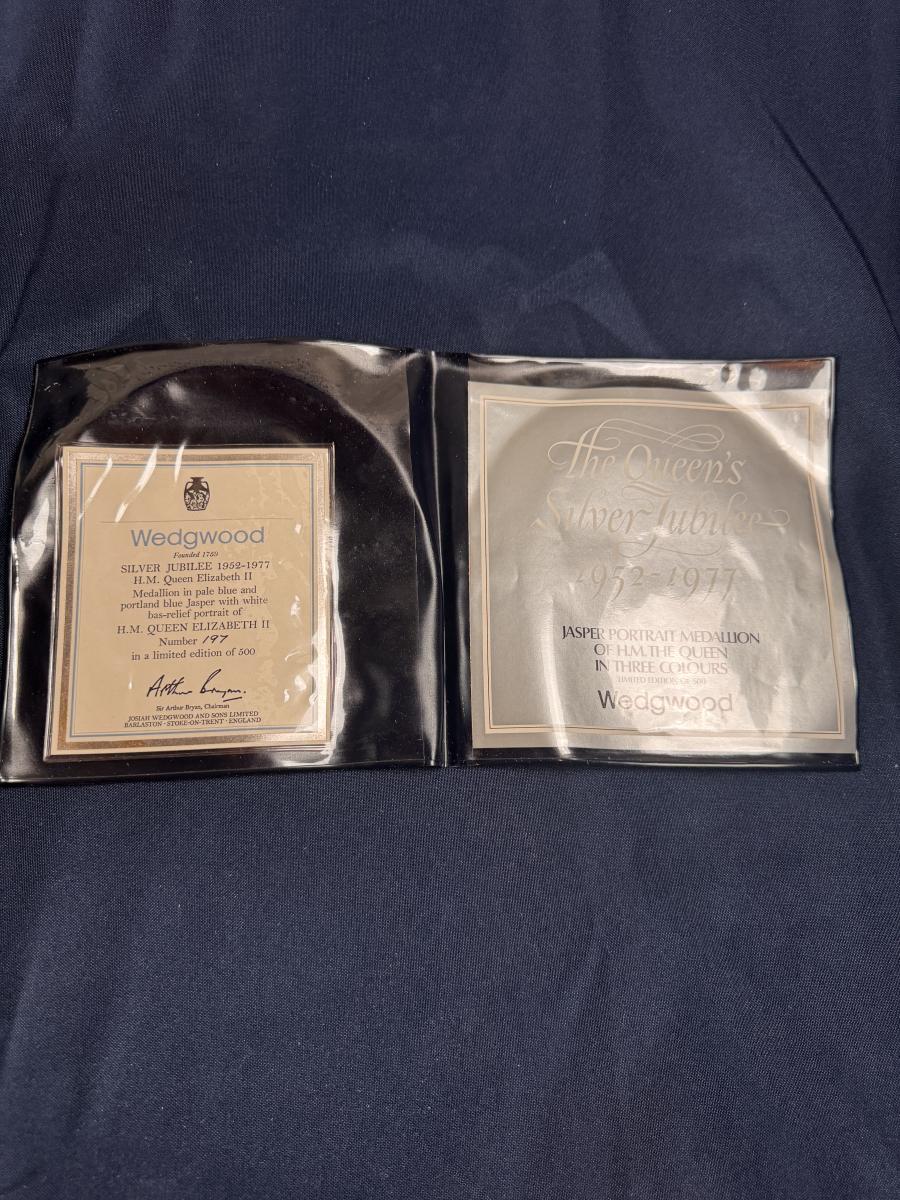 Wedgwood
Founded 1759
SILVER JUBILEE 1952-1977
H.M. Queen Elizabeth II
Medallion in pale blue and
portland blue Jasper with white
bas-relief portrait of
H.M. QUEEN ELIZABETH II
Number 197
in a limited edition of 500
Arthur Bryan.
Sir Arthur Bryan, Chairman
JOSIAH WEDGWOOD AND SONS LIMITED
BARLASTON · STOKE-ON-TRENT · ENGLAND
The Queen's
Silver Jubilee
1952-1977
JASPER PORTRAIT MEDALLION
OF H.M. THE QUEEN
IN THREE COLOURS
LIMITED EDITION OF 500
Wedgwood